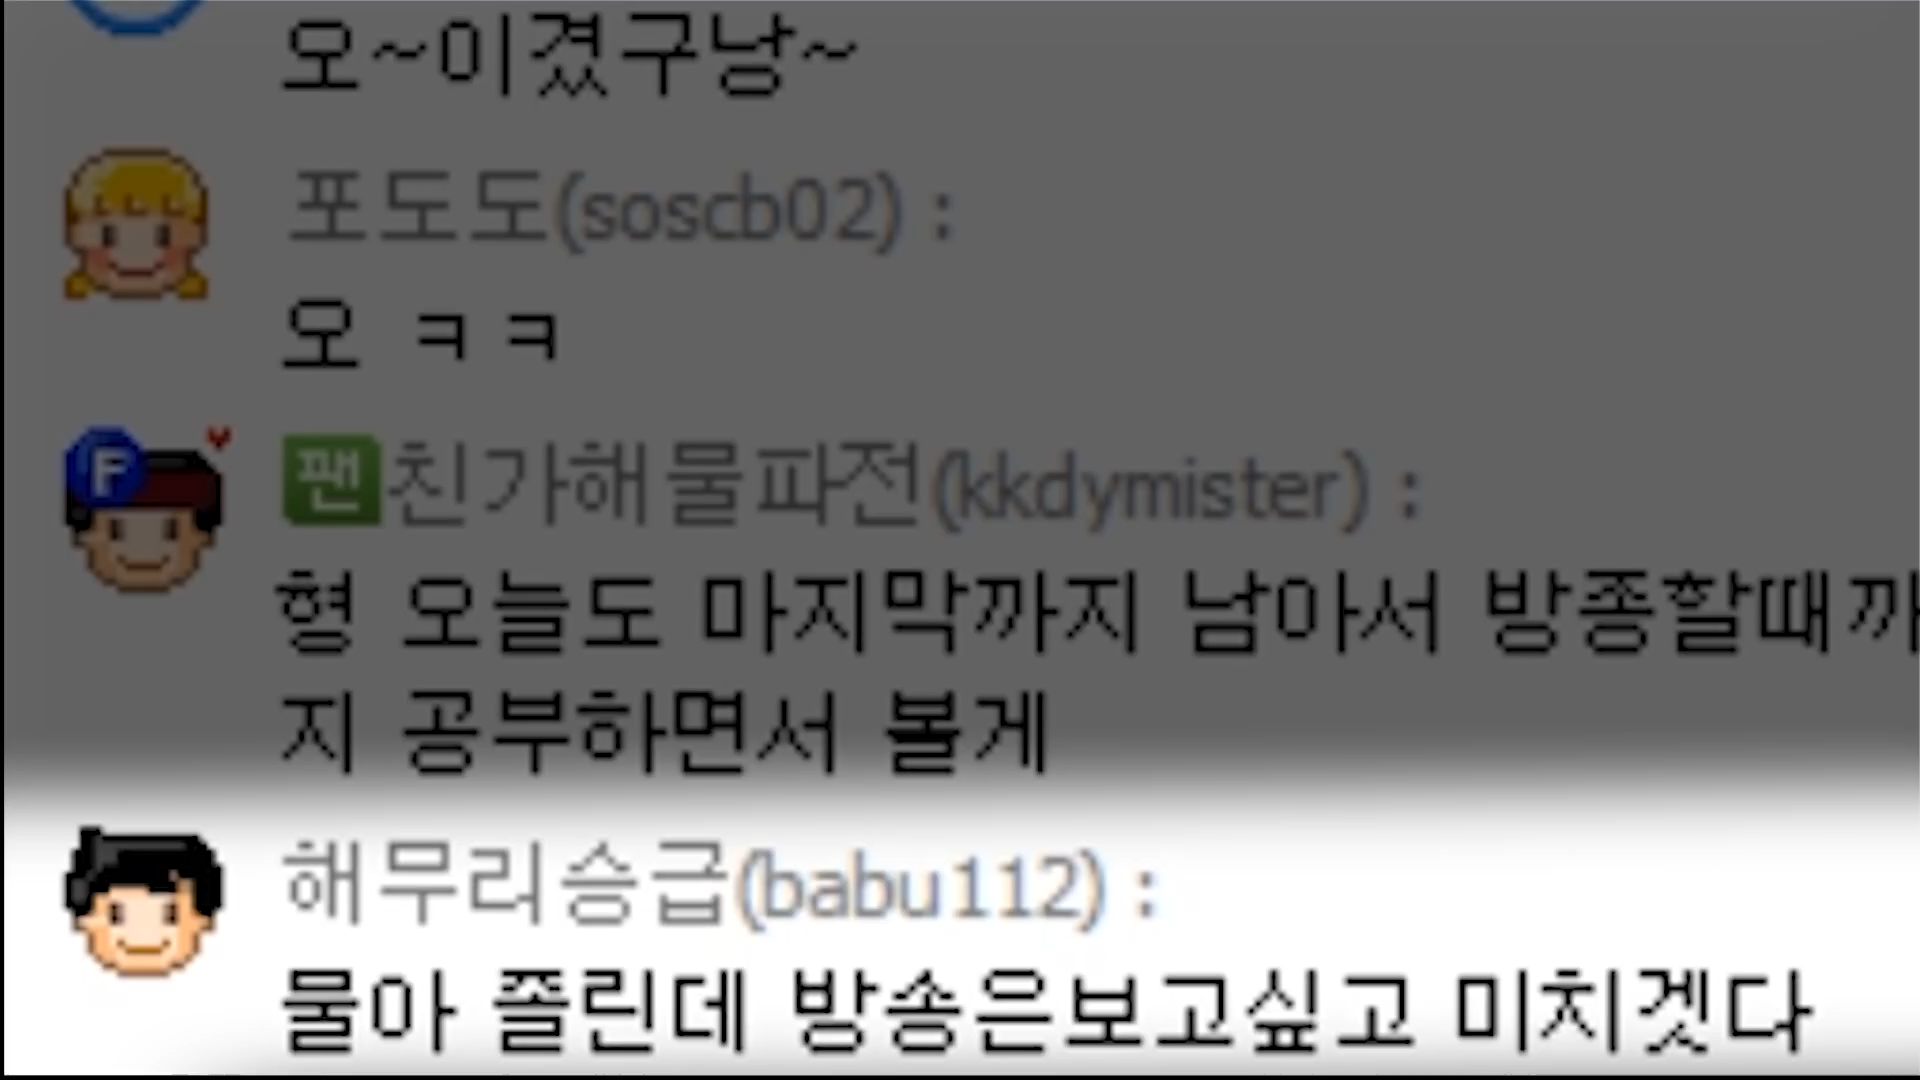 오~이겼구낭~
포도도(soscb02) :
오 ㅋㅋ
F 팬친가해물파전(kkdymister) :
형 오늘도 마지막까지 남아서 방종할때까
지 공부하면서 볼게
해무리승급(babu112) :
물아 쫄린데 방송은보고싶고 미치겟다